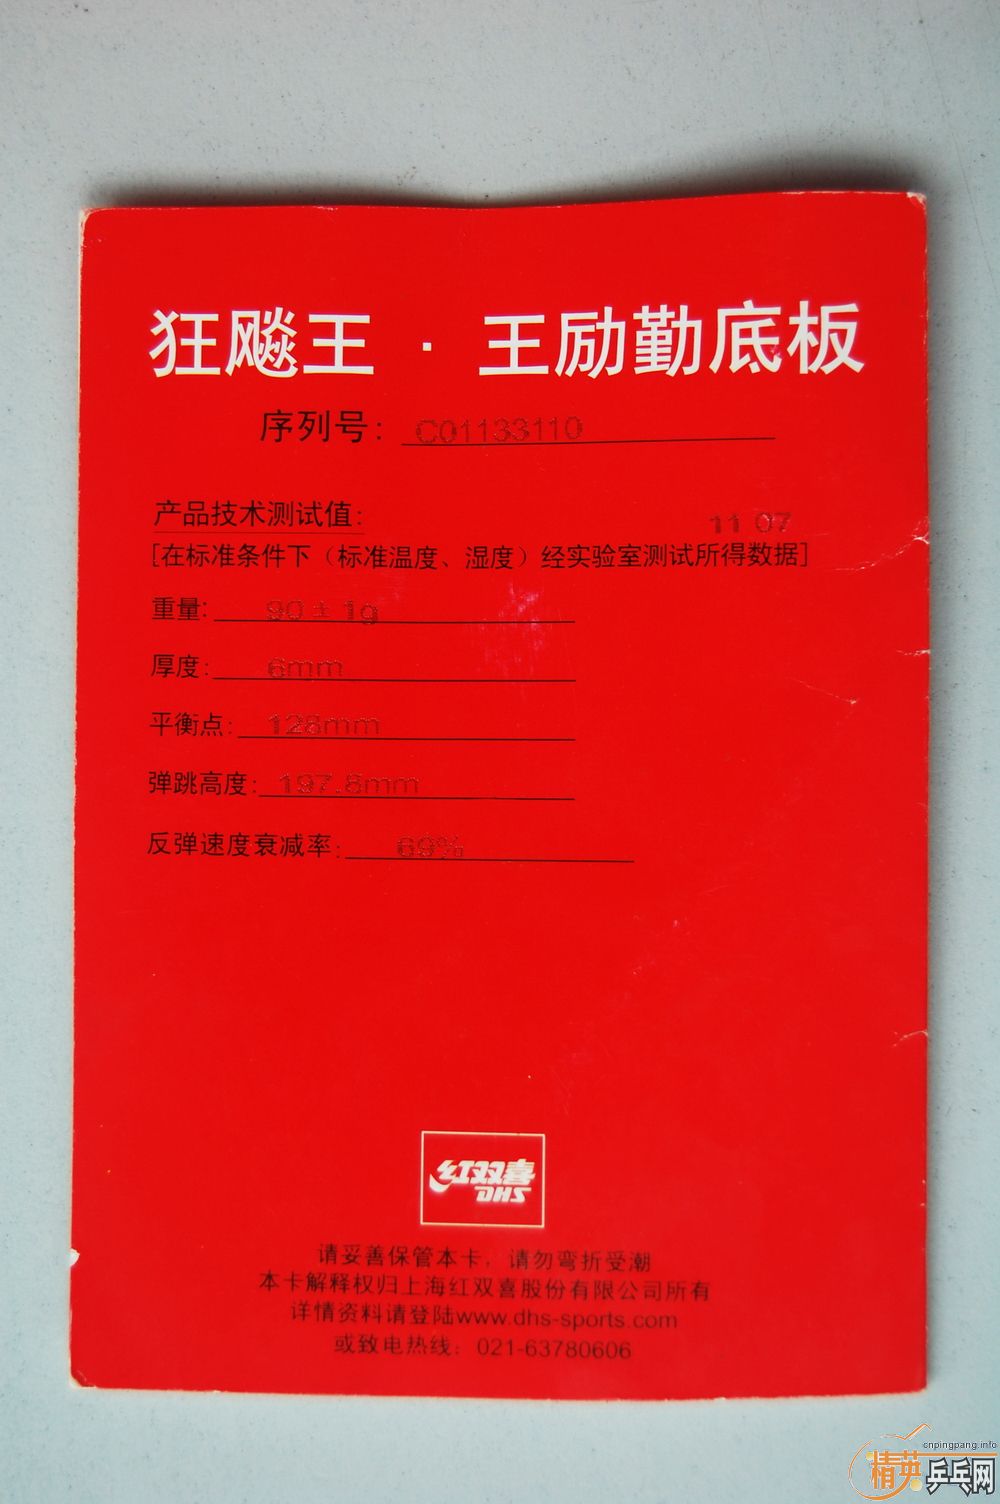 狂飚王 · 王励勤底板
序列号： C01133110
产品技术测试值：
11 07
[在标准条件下（标准温度、湿度）经实验室测试所得数据]
重量: 90±1g
厚度: 6mm
平衡点: 128mm
弹跳高度: 197.8mm
反弹速度衰减率: 69%
红双喜
DHS
请妥善保管本卡，请勿弯折受潮
本卡解释权归上海红双喜股份有限公司所有
详情资料请登陆www.dhs-sports.com
或致电热线：021-63780606
cnpingpang.info
精英乒乓网